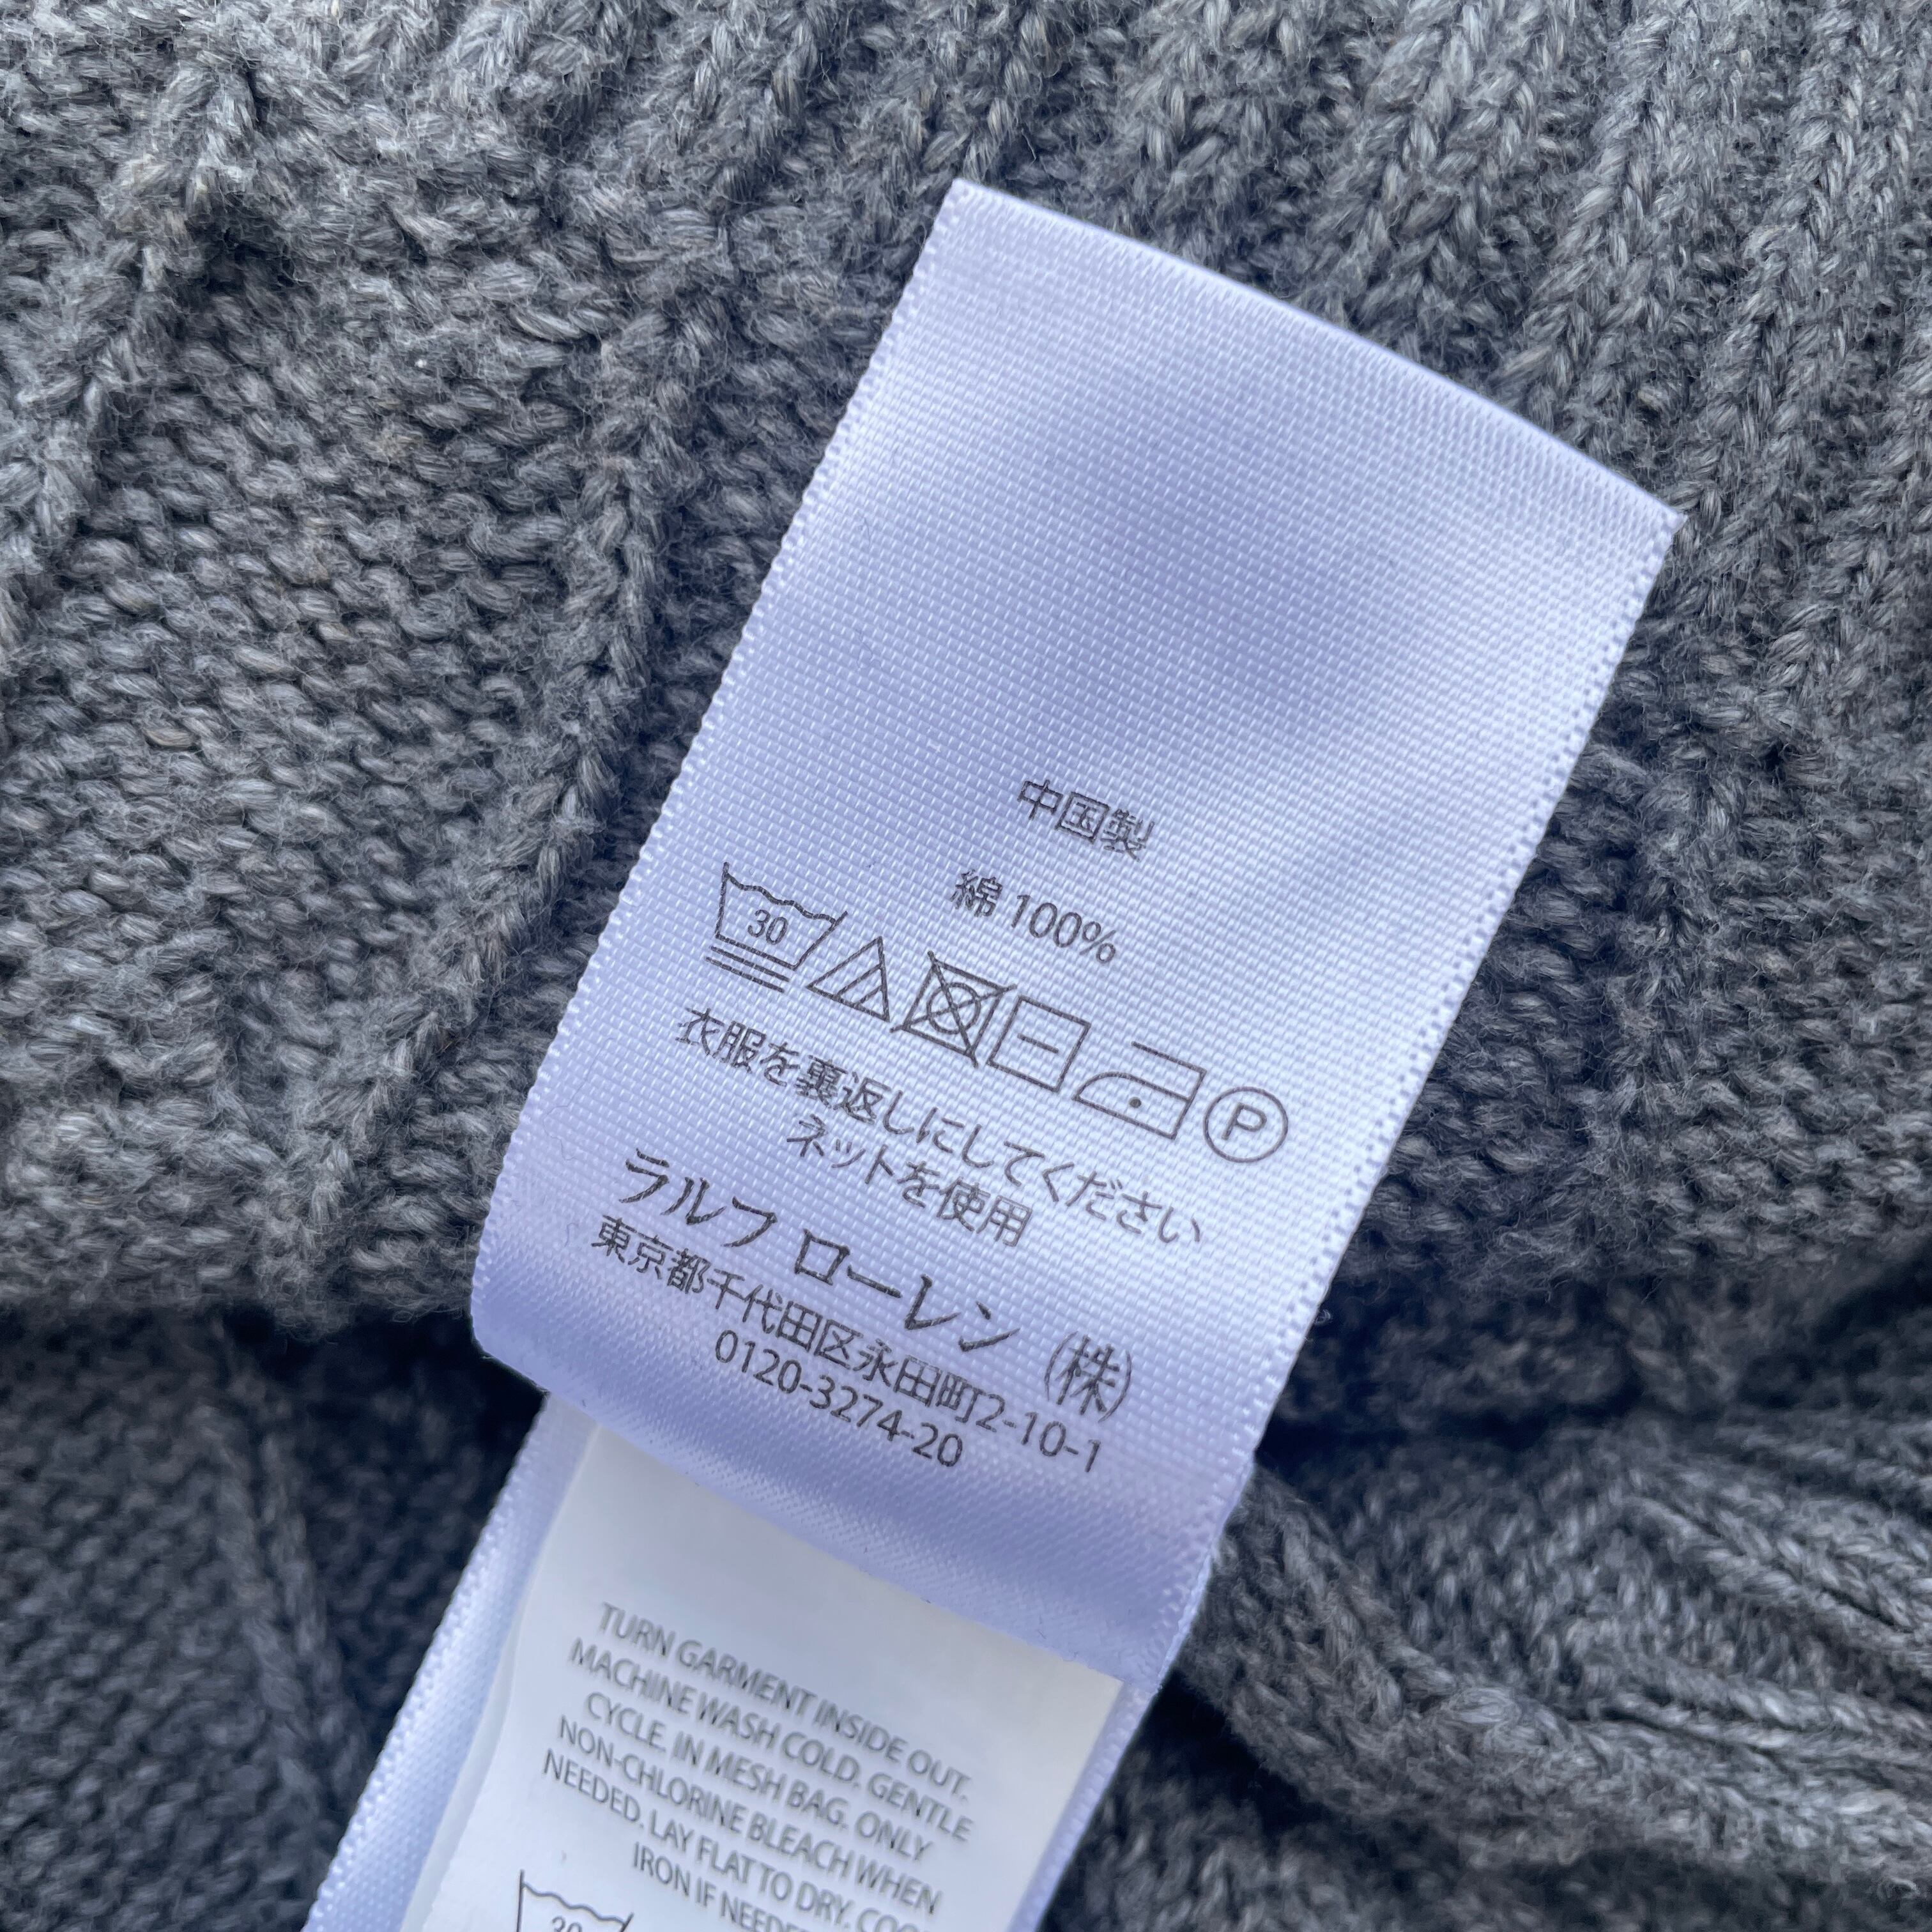 中国製
綿 100%
30
P
衣服を裏返しにしてください
ネットを使用
ラルフ ローレン (株)
東京都千代田区永田町2-10-1
0120-3274-20
TURN GARMENT INSIDE OUT.
MACHINE WASH COLD. GENTLE
CYCLE. IN MESH BAG. ONLY
NON-CHLORINE BLEACH WHEN
NEEDED. LAY FLAT TO DRY. COOL
IRON IF NEEDED
30